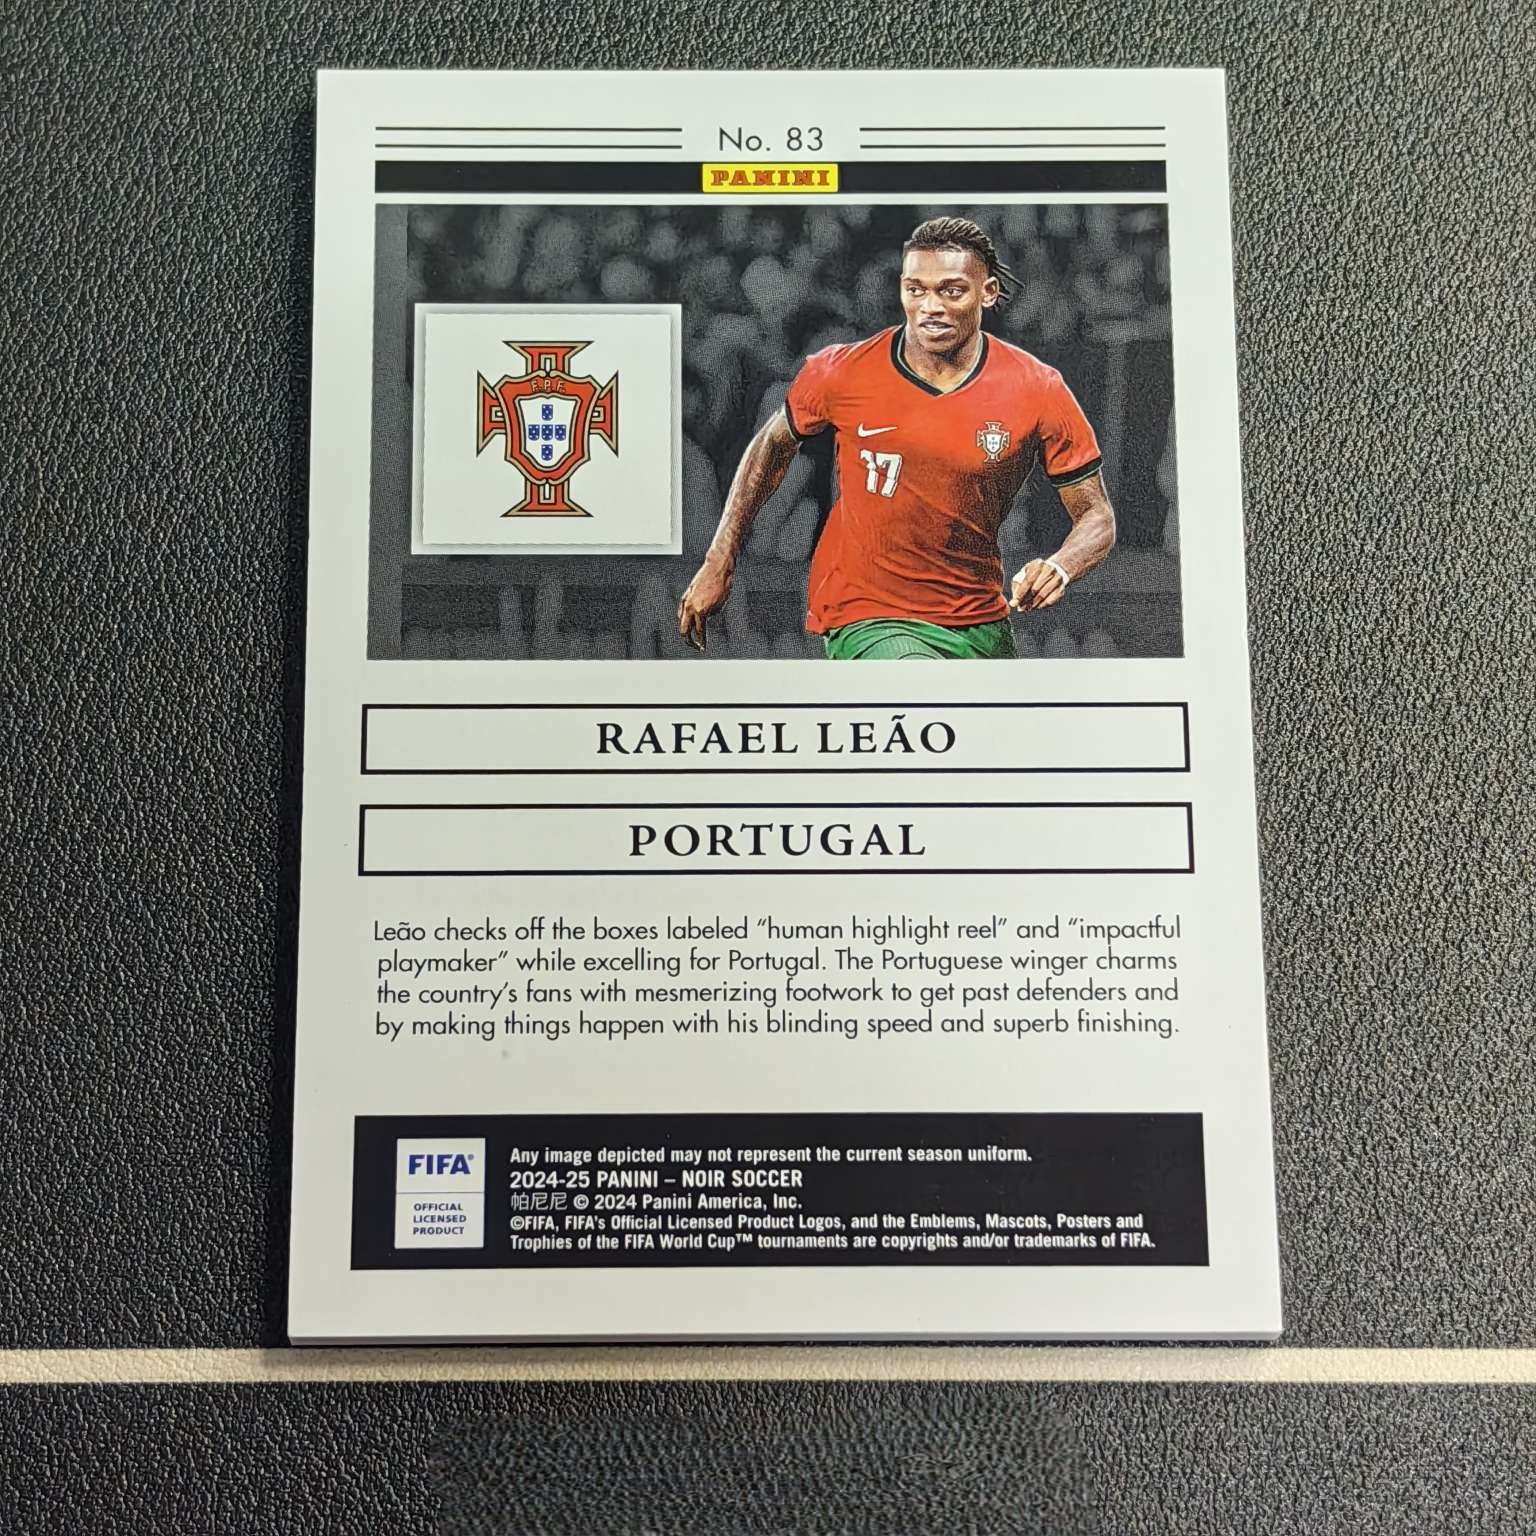 No. 83
PANINI
F.P.F.
17
RAFAEL LEÃO
PORTUGAL
Leão checks off the boxes labeled “human highlight reel” and “impactful
playmaker” while excelling for Portugal. The Portuguese winger charms
the country’s fans with mesmerizing footwork to get past defenders and
by making things happen with his blinding speed and superb finishing.
FIFA®
OFFICIAL
LICENSED
PRODUCT
Any image depicted may not represent the current season uniform.
2024-25 PANINI – NOIR SOCCER
帕尼尼 © 2024 Panini America, Inc.
©FIFA, FIFA's Official Licensed Product Logos, and the Emblems, Mascots, Posters and
Trophies of the FIFA World Cup™ tournaments are copyrights and/or trademarks of FIFA.